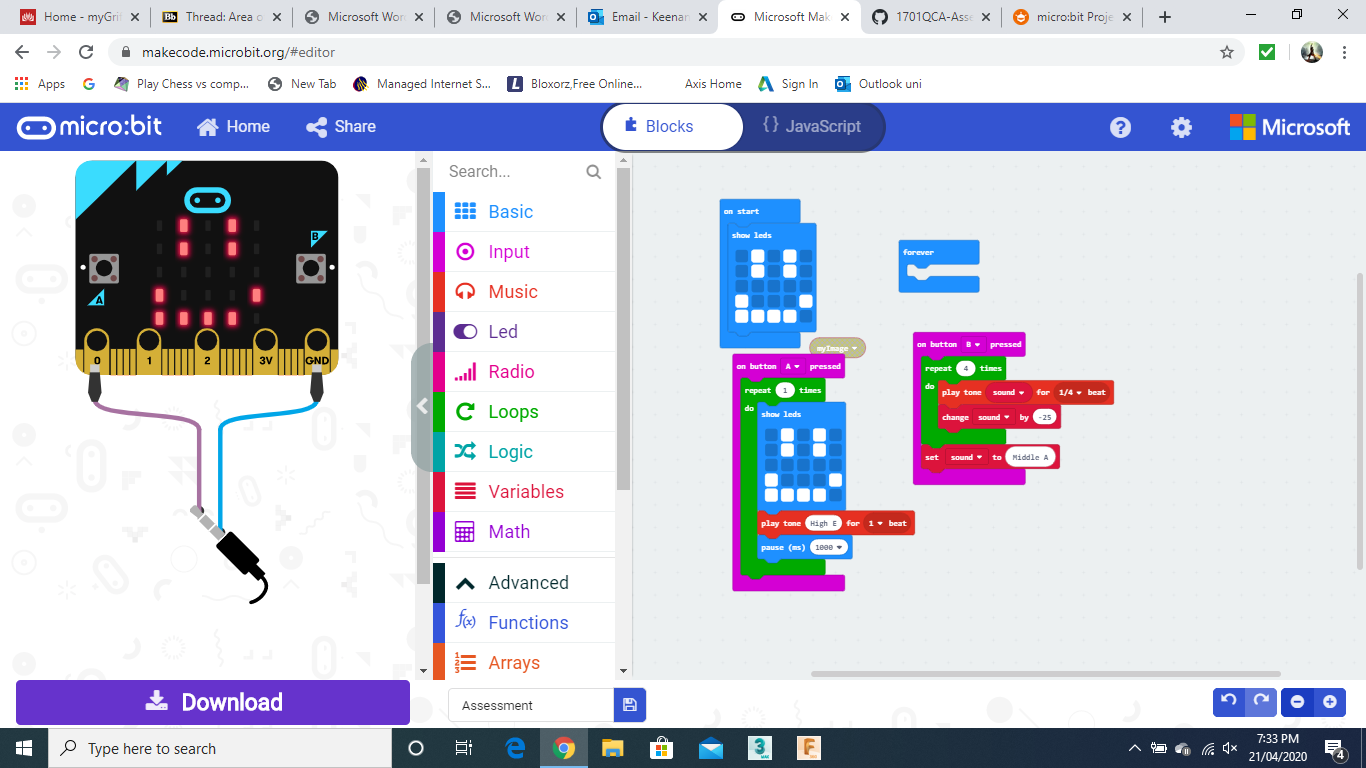 Home - myGrif
Bb Thread: Area o
Microsoft Won
Microsoft Won
Email - Keenan
Microsoft Mak
1701QCA-Asse
micro:bit Proje
makecode.microbit.org/#editor
Apps
Play Chess vs comp...
New Tab
Managed Internet S...
L Bloxorz,Free Online...
Axis Home
Sign In
Outlook uni
micro:bit
Home
Share
Blocks
{} JavaScript
?
Microsoft
Search...
Basic
Input
Music
Led
Radio
Loops
Logic
Variables
Math
Advanced
f(x) Functions
Arrays
A
B
0 1 2 3V GND
on start
show leds
forever
myImage
on button A pressed
repeat 1 times
do
show leds
play tone High E for 1 beat
pause (ms) 1000
on button B pressed
repeat 4 times
do
play tone sound for 1/4 beat
change sound by -25
set sound to Middle A
Download
Assessment
Type here to search
7:33 PM
21/04/2020
4